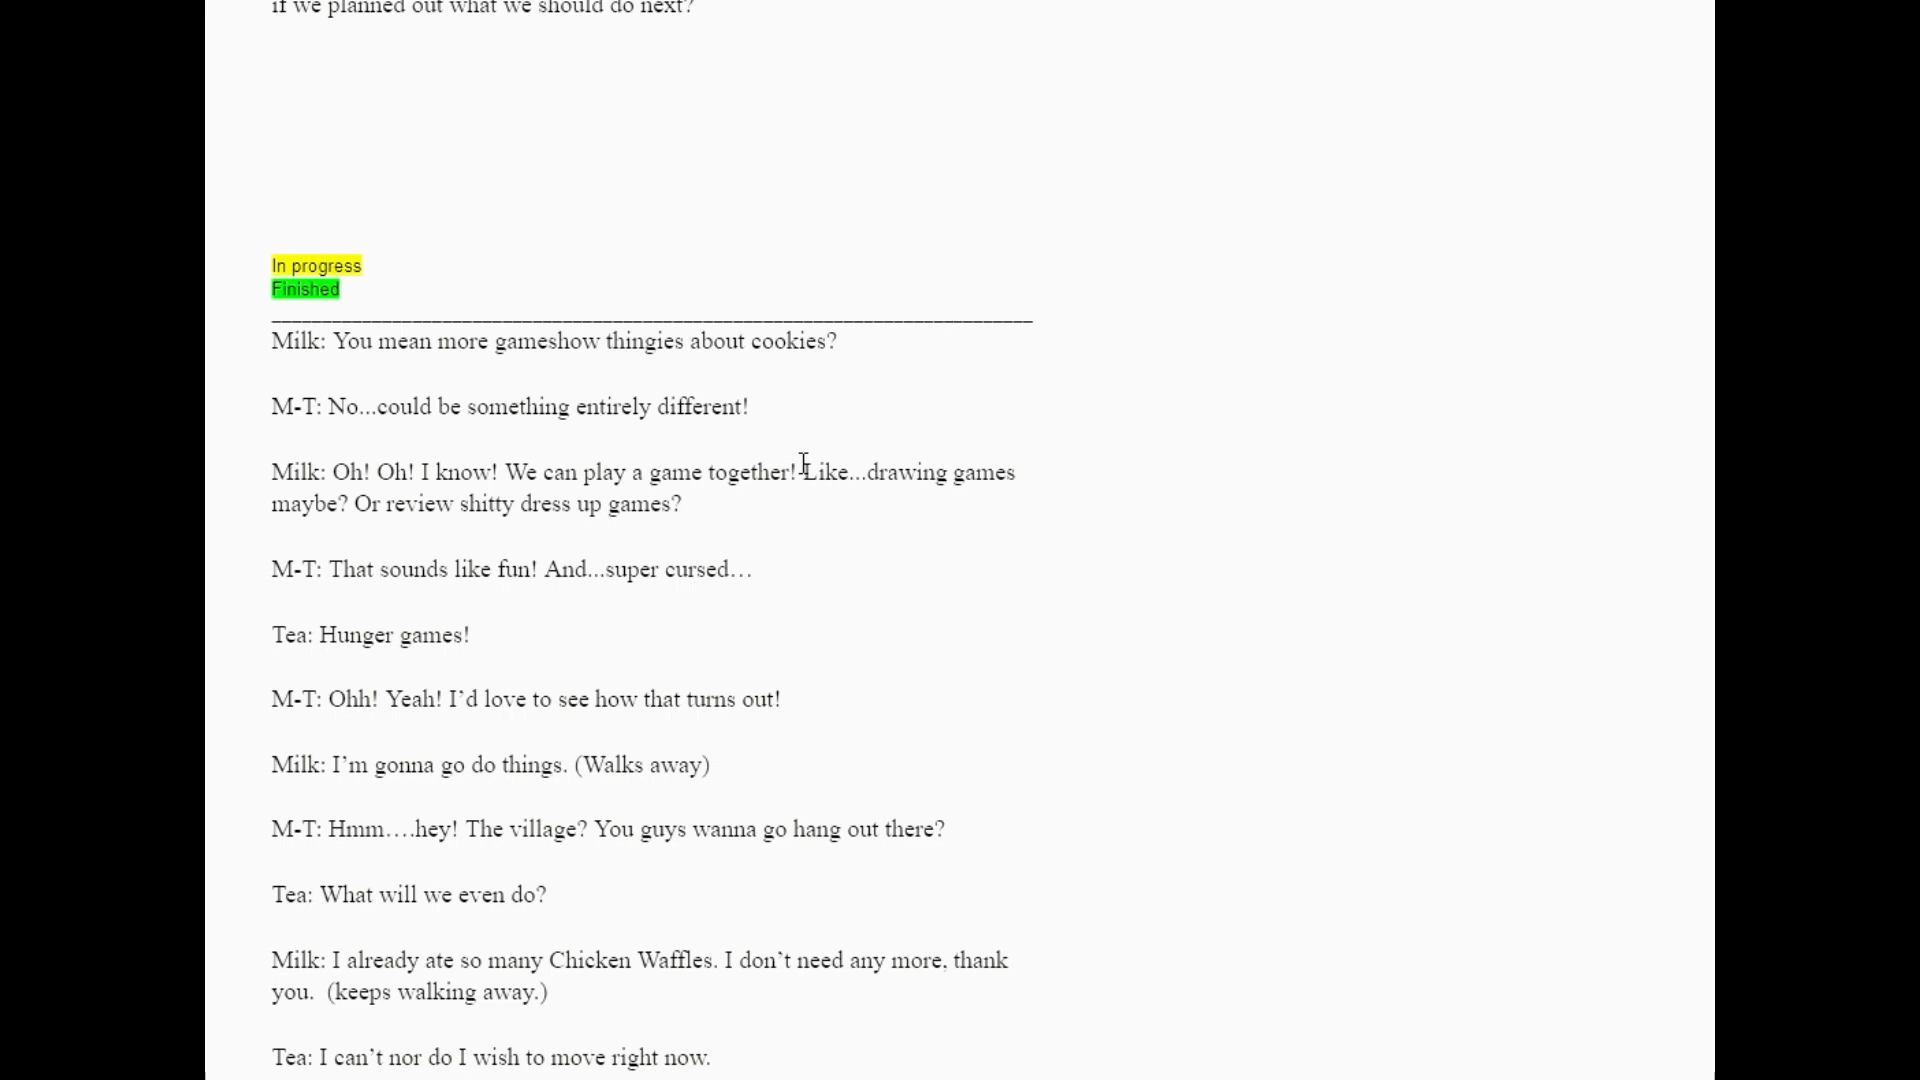 if we planned out what we should do next?
In progress
Finished
Milk: You mean more gameshow thingies about cookies?
M-T: No...could be something entirely different!
Milk: Oh! Oh! I know! We can play a game together! Like...drawing games
maybe? Or review shitty dress up games?
M-T: That sounds like fun! And...super cursed…
Tea: Hunger games!
M-T: Ohh! Yeah! I’d love to see how that turns out!
Milk: I’m gonna go do things. (Walks away)
M-T: Hmm….hey! The village? You guys wanna go hang out there?
Tea: What will we even do?
Milk: I already ate so many Chicken Waffles. I don’t need any more, thank
you.  (keeps walking away.)
Tea: I can’t nor do I wish to move right now.